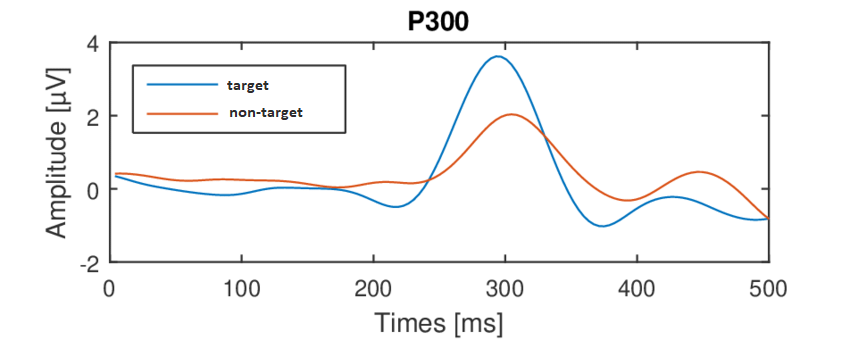 P300
Amplitude [µV]
4
2
0
-2
target
non-target
0 100 200 300 400 500
Times [ms]